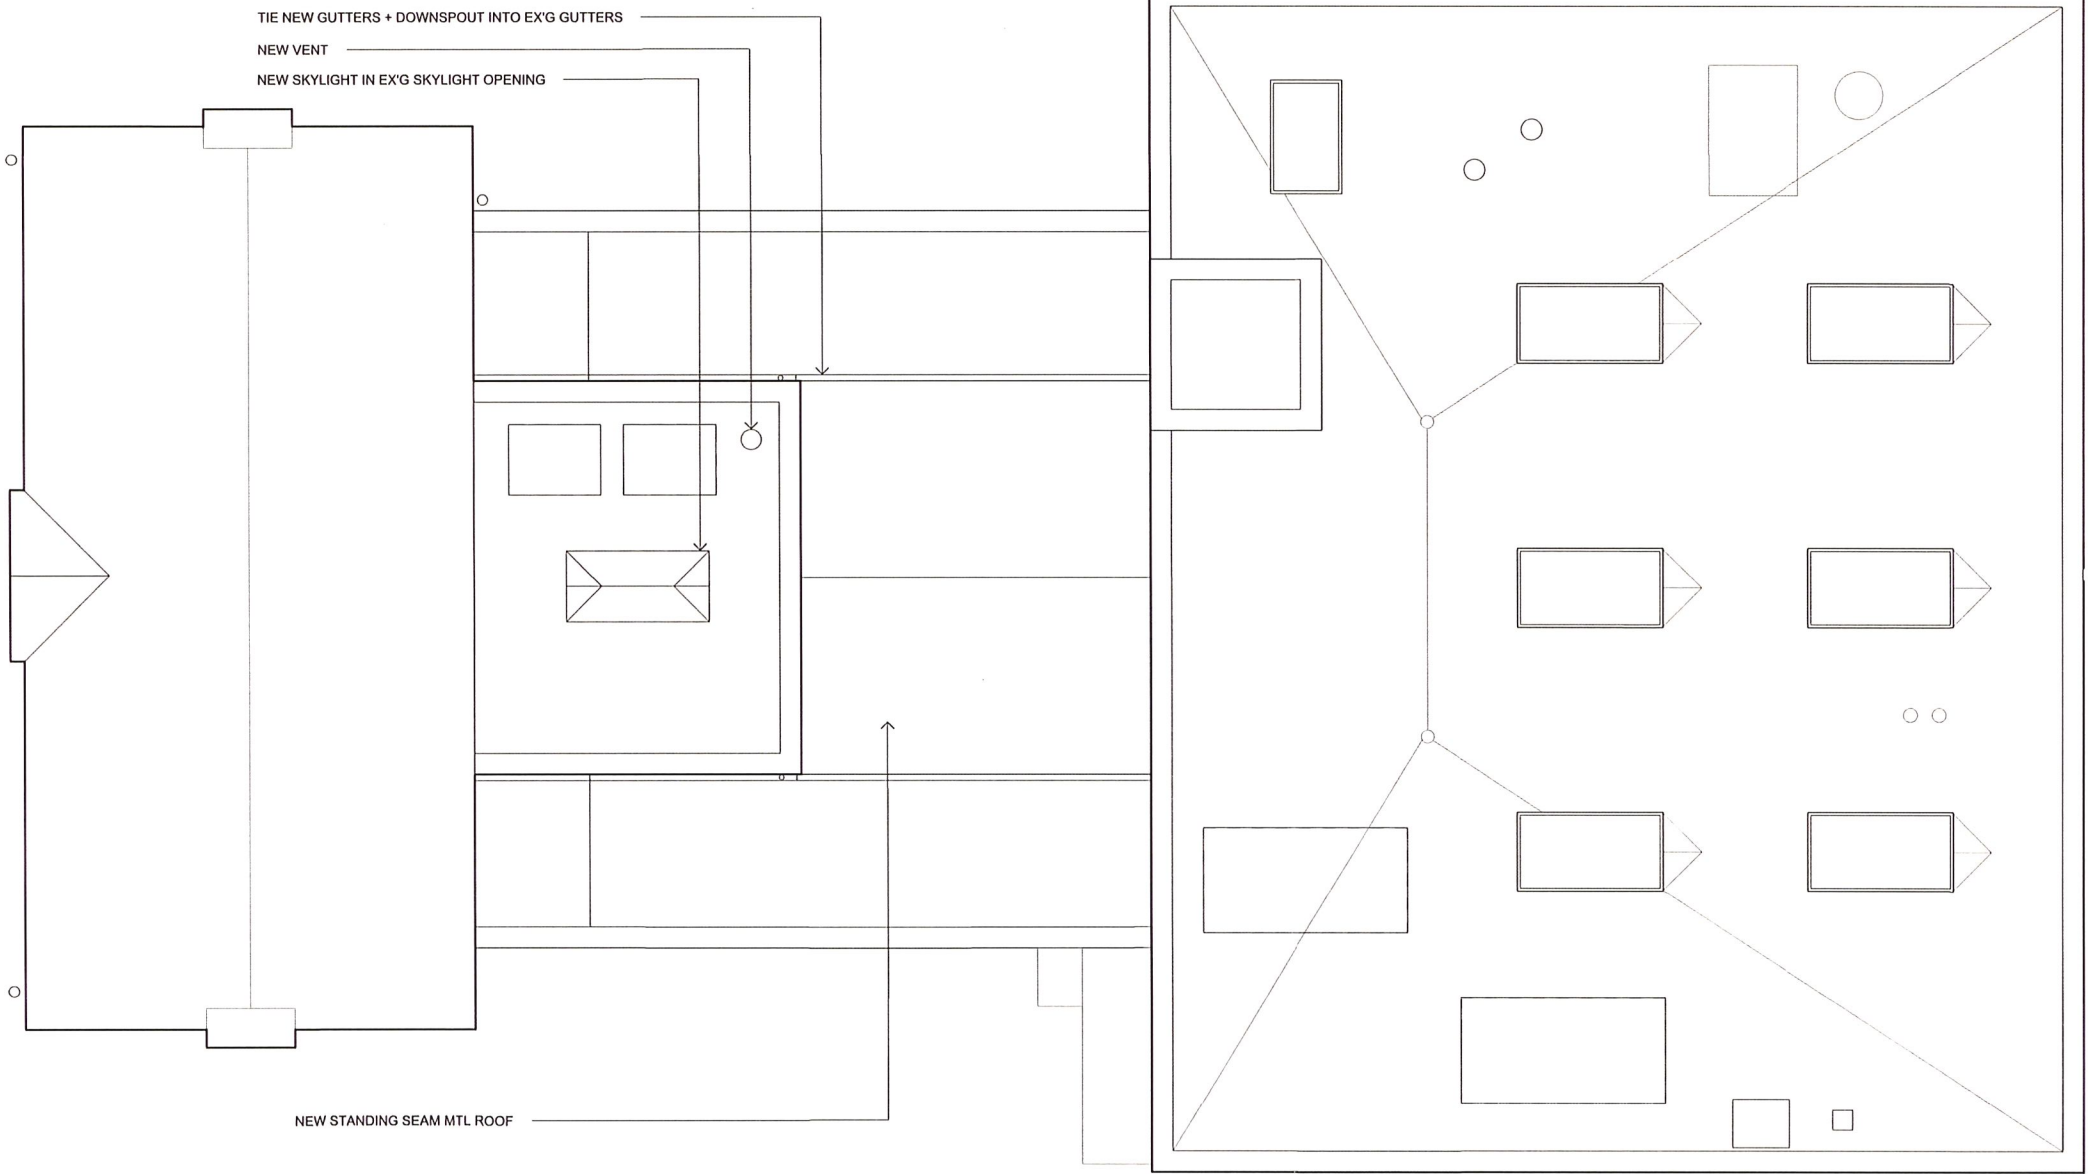 TIE NEW GUTTERS + DOWNSPOUT INTO EX'G GUTTERS
NEW VENT
NEW SKYLIGHT IN EX'G SKYLIGHT OPENING
NEW STANDING SEAM MTL ROOF